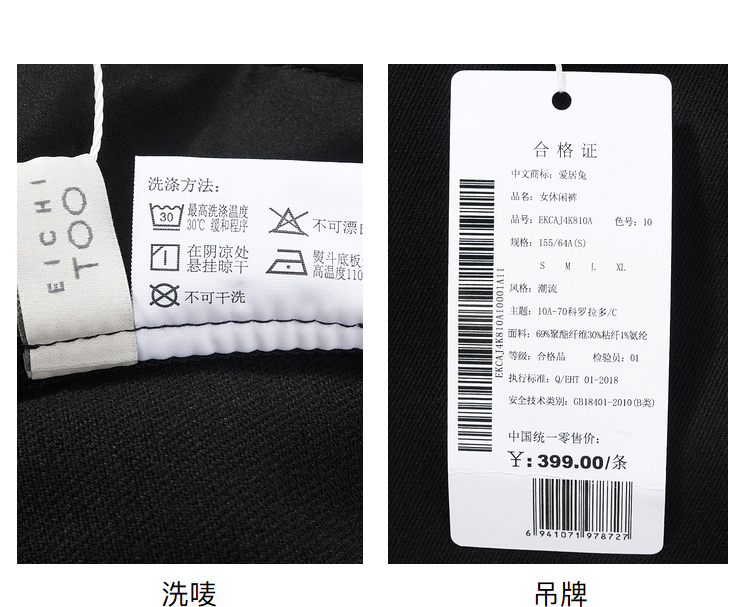 EICHI
TOO
洗涤方法:
30
最高洗涤温度
30℃ 缓和程序
不可漂白
在阴凉处
悬挂晾干
熨斗底板
高温度110
不可干洗
合格证
中文商标: 爱居兔
品名: 女休闲裤
品号: EKCAJ4K810A 色号: 10
规格: 155/64A(S)
S M L XL
风格: 潮流
主题: 10A-70科罗拉多/C
面料: 69%聚酯纤维30%粘纤1%氨纶
等级: 合格品 检验员: 01
执行标准: Q/EHT 01-2018
安全技术类别: GB18401-2010(B类)
EKCAJ4K810A10001A11
中国统一零售价:
¥:399.00/条
6 941071 978727
洗唛
吊牌